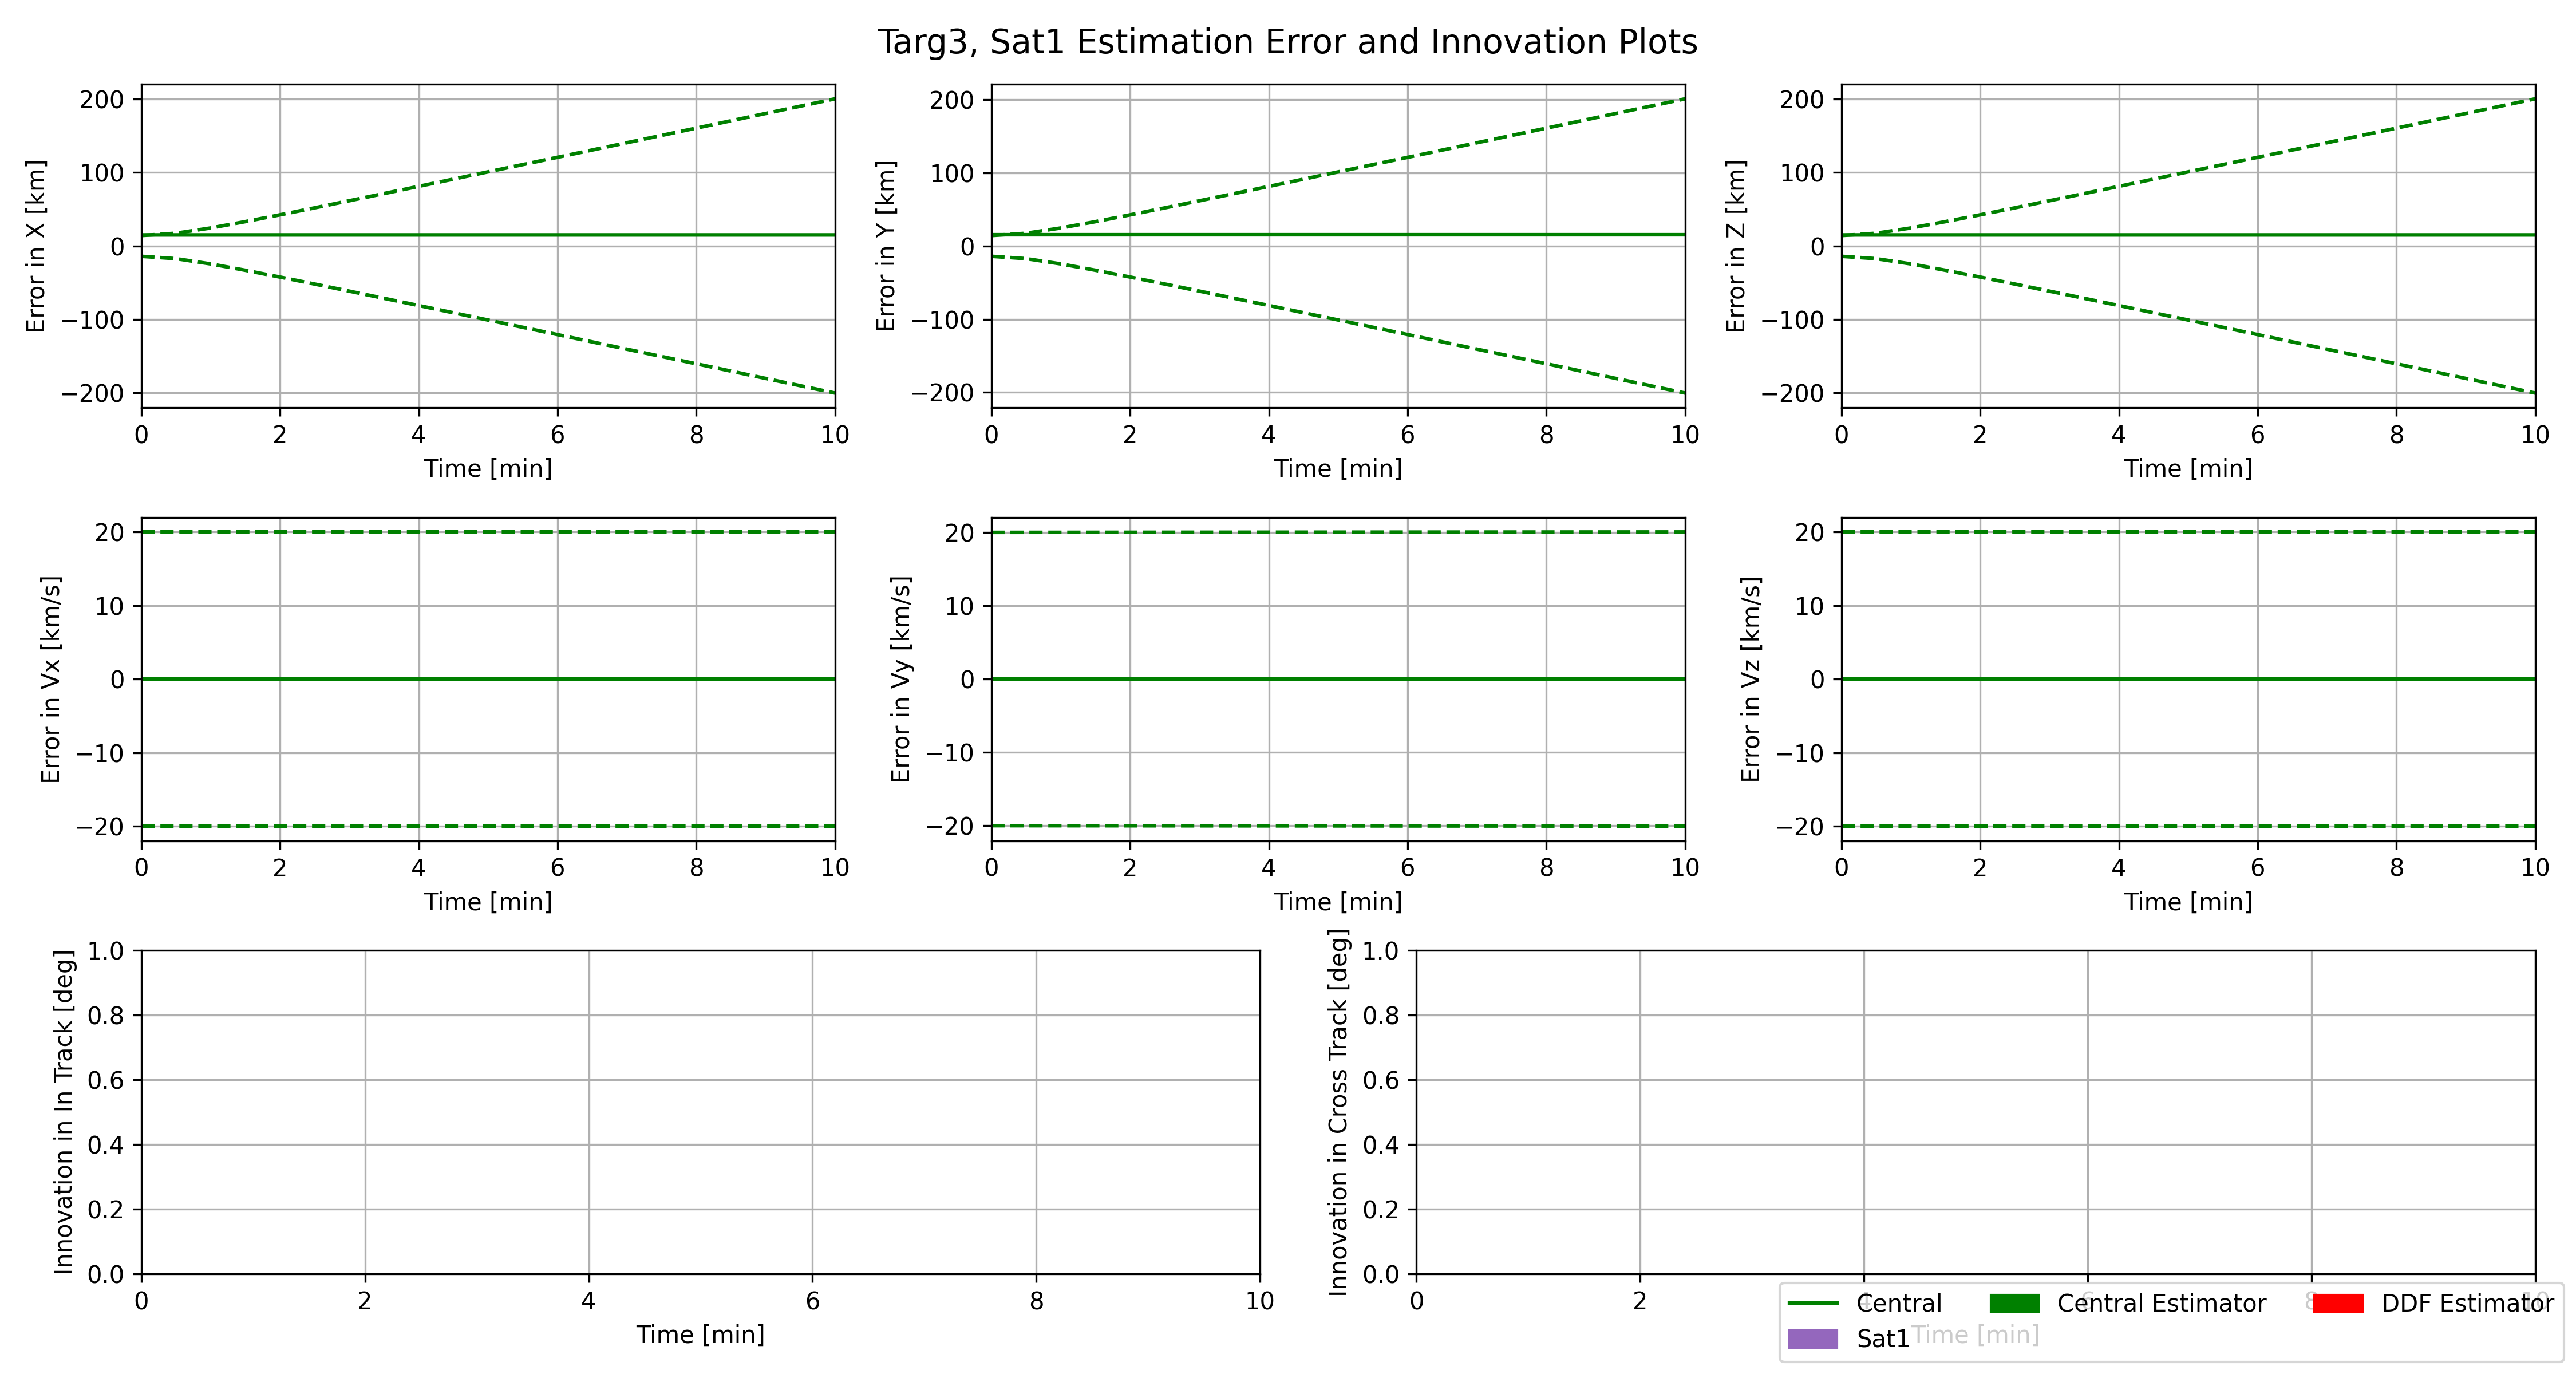 Targ3, Sat1 Estimation Error and Innovation Plots
Error in X [km]
200
100
0
−100
−200
0 2 4 6 8 10
Time [min]
Error in Y [km]
200
100
0
−100
−200
0 2 4 6 8 10
Time [min]
Error in Z [km]
200
100
0
−100
−200
0 2 4 6 8 10
Time [min]
Error in Vx [km/s]
20
10
0
−10
−20
0 2 4 6 8 10
Time [min]
Error in Vy [km/s]
20
10
0
−10
−20
0 2 4 6 8 10
Time [min]
Error in Vz [km/s]
20
10
0
−10
−20
0 2 4 6 8 10
Time [min]
Innovation in In Track [deg]
1.0
0.8
0.6
0.4
0.2
0.0
0 2 4 6 8 10
Time [min]
Innovation in Cross Track [deg]
1.0
0.8
0.6
0.4
0.2
0.0
0 2 4 6 8 10
Time [min]
Central Central Estimator DDF Estimator
Sat1